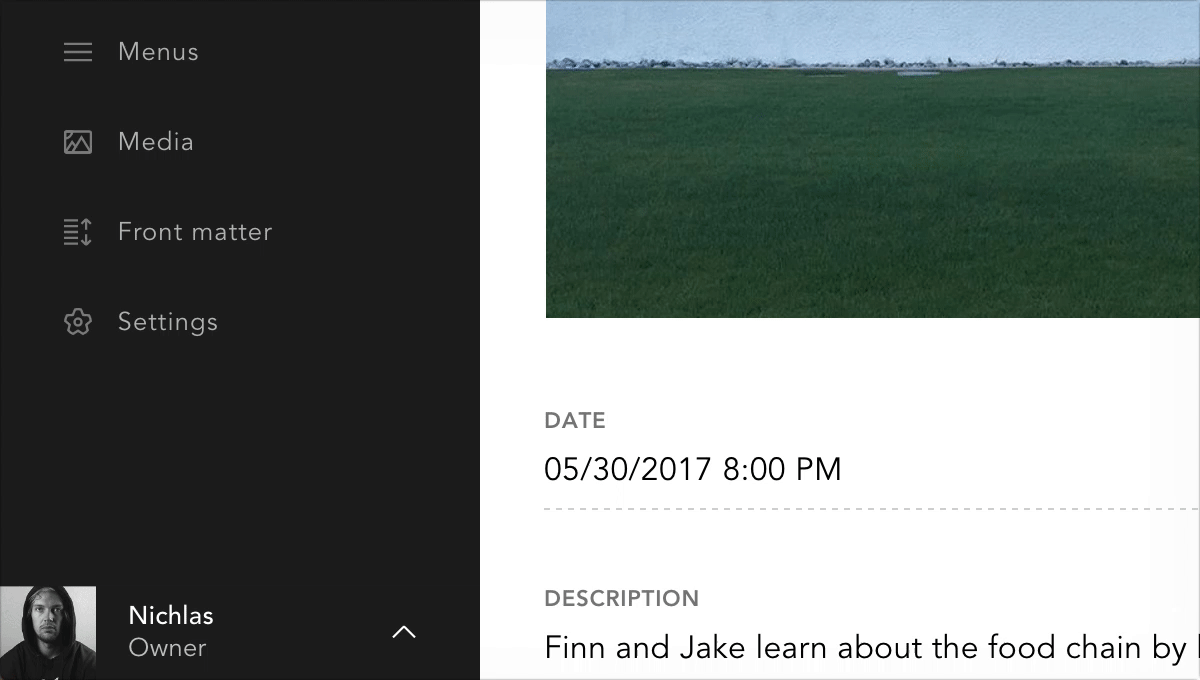 Menus
Media
Front matter
Settings
Nichlas
Owner
DATE
05/30/2017 8:00 PM
DESCRIPTION
Finn and Jake learn about the food chain by